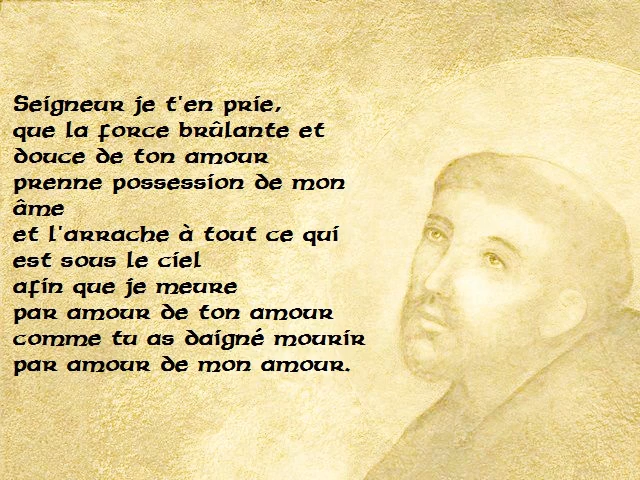 Seigneur je t'en prie,
que la force brûlante et
douce de ton amour
prenne possession de mon
âme
et l'arrache à tout ce qui
est sous le ciel
afin que je meure
par amour de ton amour
comme tu as daigné mourir
par amour de mon amour.